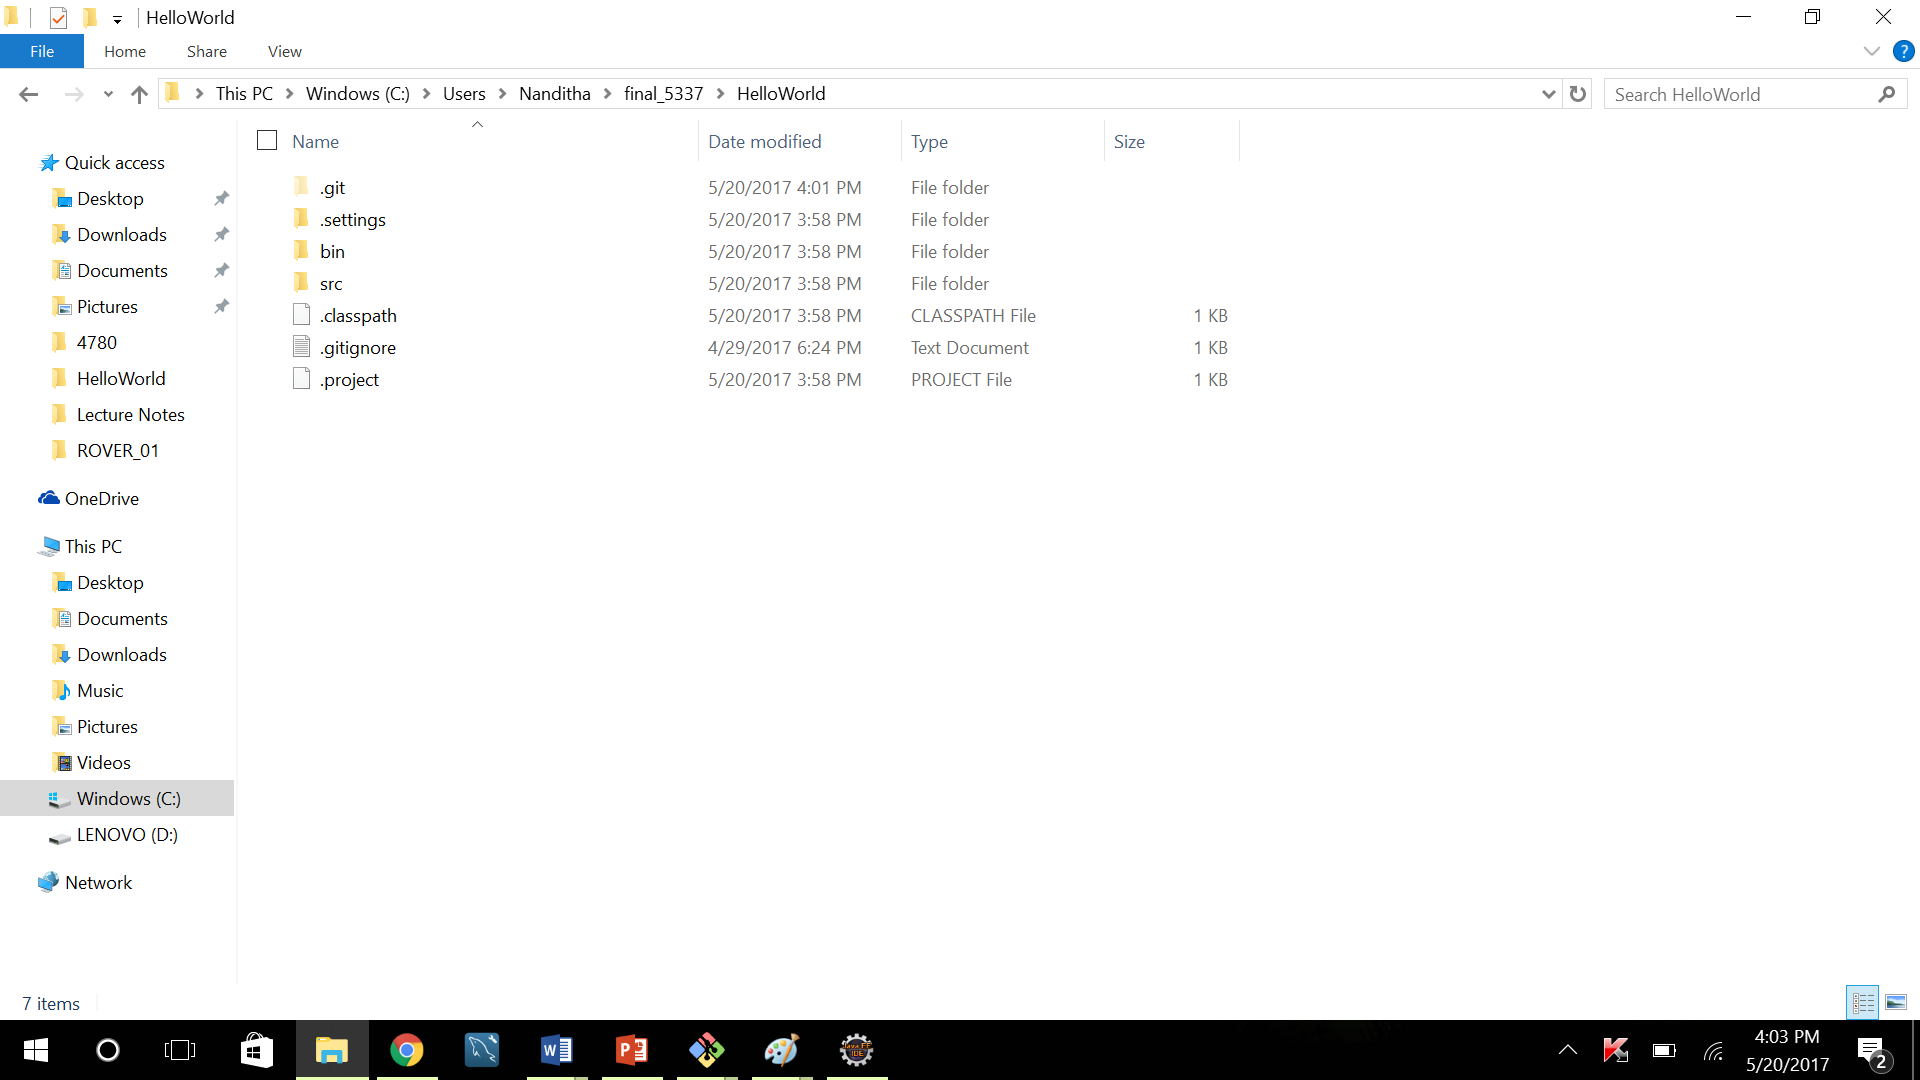 HelloWorld
File Home Share View
This PC Windows (C:) Users Nanditha final_5337 HelloWorld
Search HelloWorld
Name Date modified Type Size
.git 5/20/2017 4:01 PM File folder
.settings 5/20/2017 3:58 PM File folder
bin 5/20/2017 3:58 PM File folder
src 5/20/2017 3:58 PM File folder
.classpath 5/20/2017 3:58 PM CLASSPATH File 1 KB
.gitignore 4/29/2017 6:24 PM Text Document 1 KB
.project 5/20/2017 3:58 PM PROJECT File 1 KB
Quick access
Desktop
Downloads
Documents
Pictures
4780
HelloWorld
Lecture Notes
ROVER_01
OneDrive
This PC
Desktop
Documents
Downloads
Music
Pictures
Videos
Windows (C:)
LENOVO (D:)
Network
7 items
Java EE
IDE
4:03 PM
5/20/2017
2